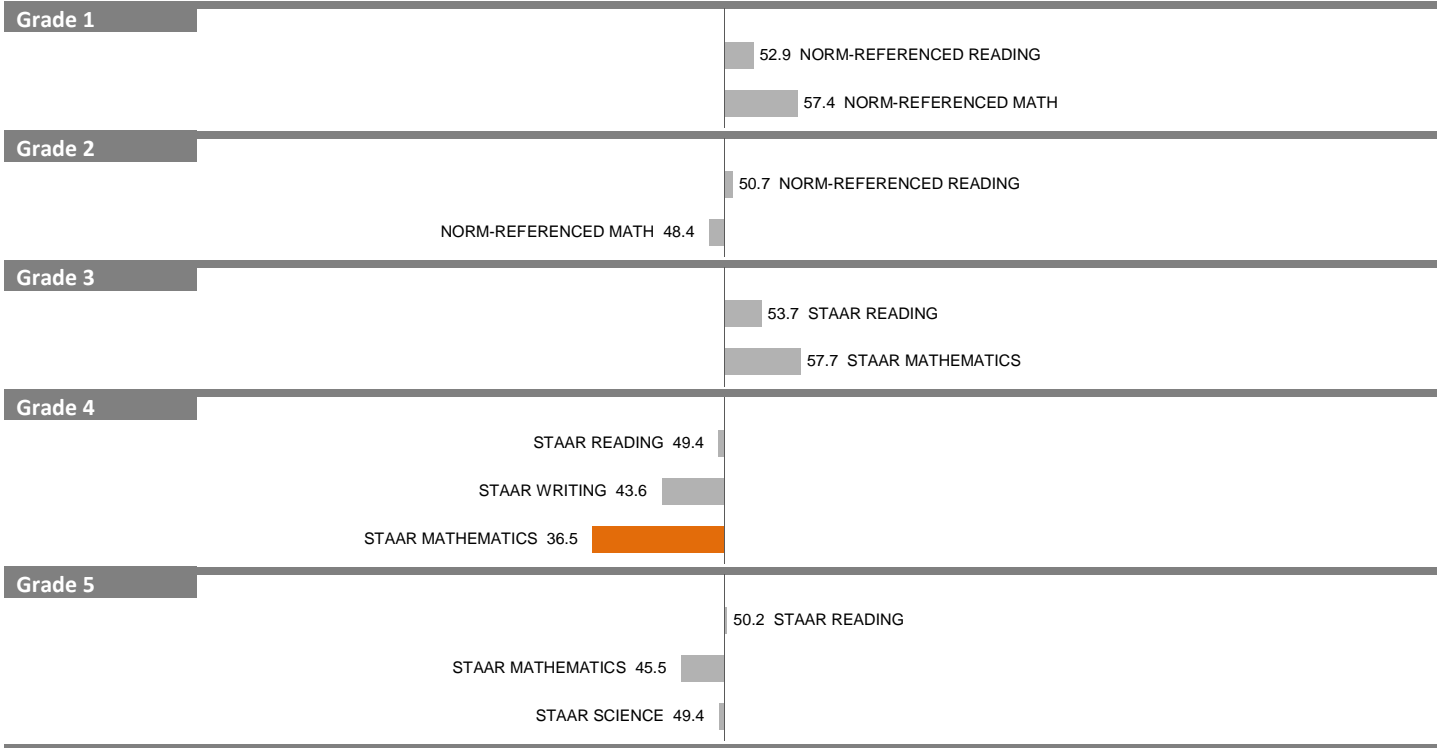 Grade 1
52.9 NORM-REFERENCED READING
57.4 NORM-REFERENCED MATH
Grade 2
50.7 NORM-REFERENCED READING
NORM-REFERENCED MATH 48.4
Grade 3
53.7 STAAR READING
57.7 STAAR MATHEMATICS
Grade 4
STAAR READING 49.4
STAAR WRITING 43.6
STAAR MATHEMATICS 36.5
Grade 5
50.2 STAAR READING
STAAR MATHEMATICS 45.5
STAAR SCIENCE 49.4